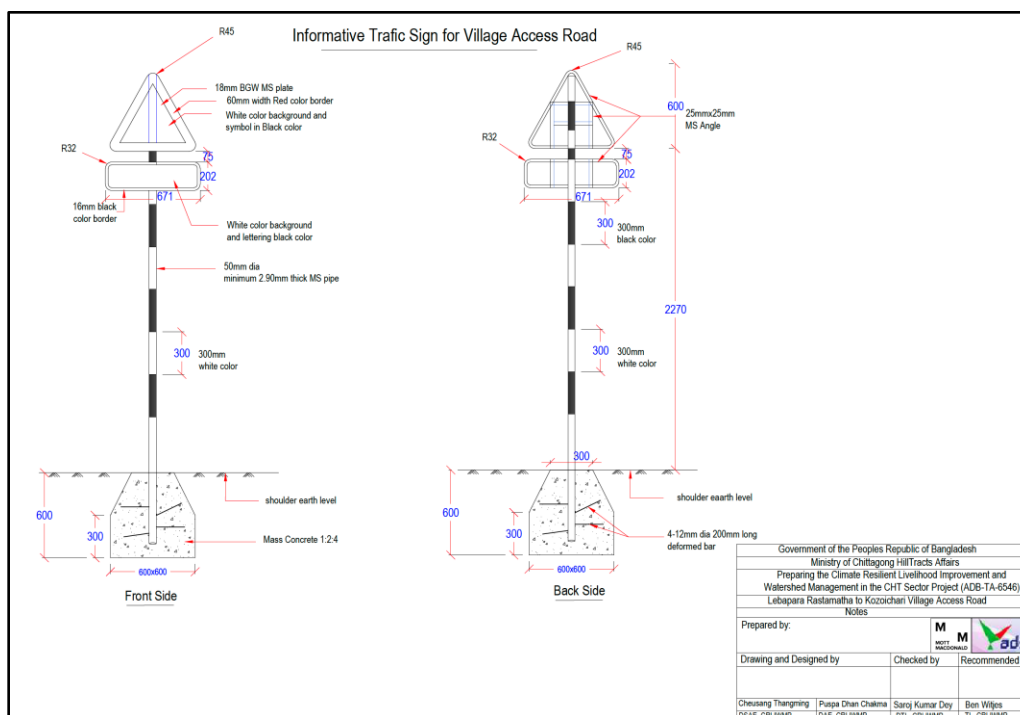 Informative Trafic Sign for Village Access Road
R45
18mm BGW MS plate
60mm width Red color border
White color background and
symbol in Black color
R32
75
202
671
16mm black
color border
White color background
and lettering black color
50mm dia
minimum 2.90mm thick MS pipe
300
300mm
white color
600
300
shoulder earth level
Mass Concrete 1:2:4
600x600
Front Side
R45
600
25mmx25mm
MS Angle
R32
75
202
671
300
300mm
black color
2270
300
300mm
white color
300
600
300
shoulder eaarth level
4-12mm dia 200mm long
deformed bar
600x600
Back Side
Government of the Peoples Republic of Bangladesh
Ministry of Chittagong HillTracts Affairs
Preparing the Climate Resilient Livelihood Improvement and
Watershed Management in the CHT Sector Project (ADB-TA-6546)
Lebapara Rastamatha to Kozoichari Village Access Road
Notes
Prepared by:
M
M
MOTT
MACDONALD
Drawing and Designed by
Checked by
Recommended
Cheusang Thangming
Puspa Dhan Chakma
Saroj Kumar Dey
Ben Witjes